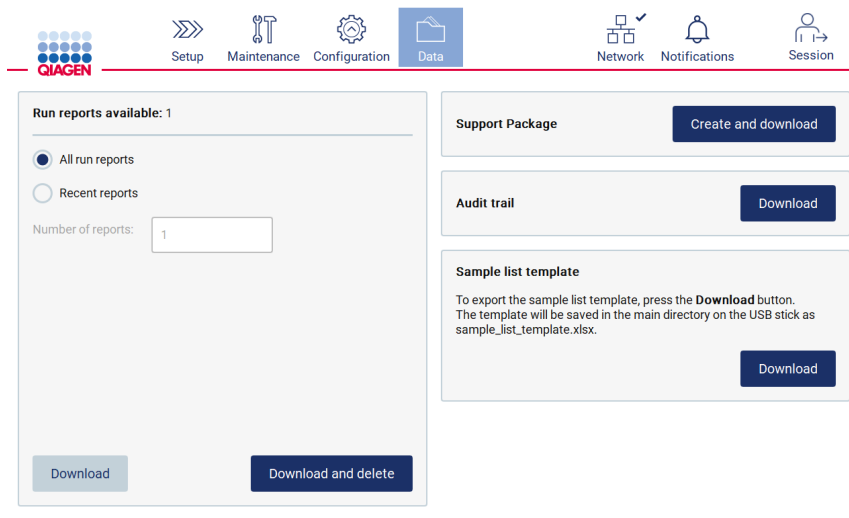 QIAGEN
Setup
Maintenance
Configuration
Data
Network
Notifications
Session
Run reports available: 1
All run reports
Recent reports
Number of reports:
1
Download
Download and delete
Support Package
Create and download
Audit trail
Download
Sample list template
To export the sample list template, press the Download button.
The template will be saved in the main directory on the USB stick as
sample_list_template.xlsx.
Download